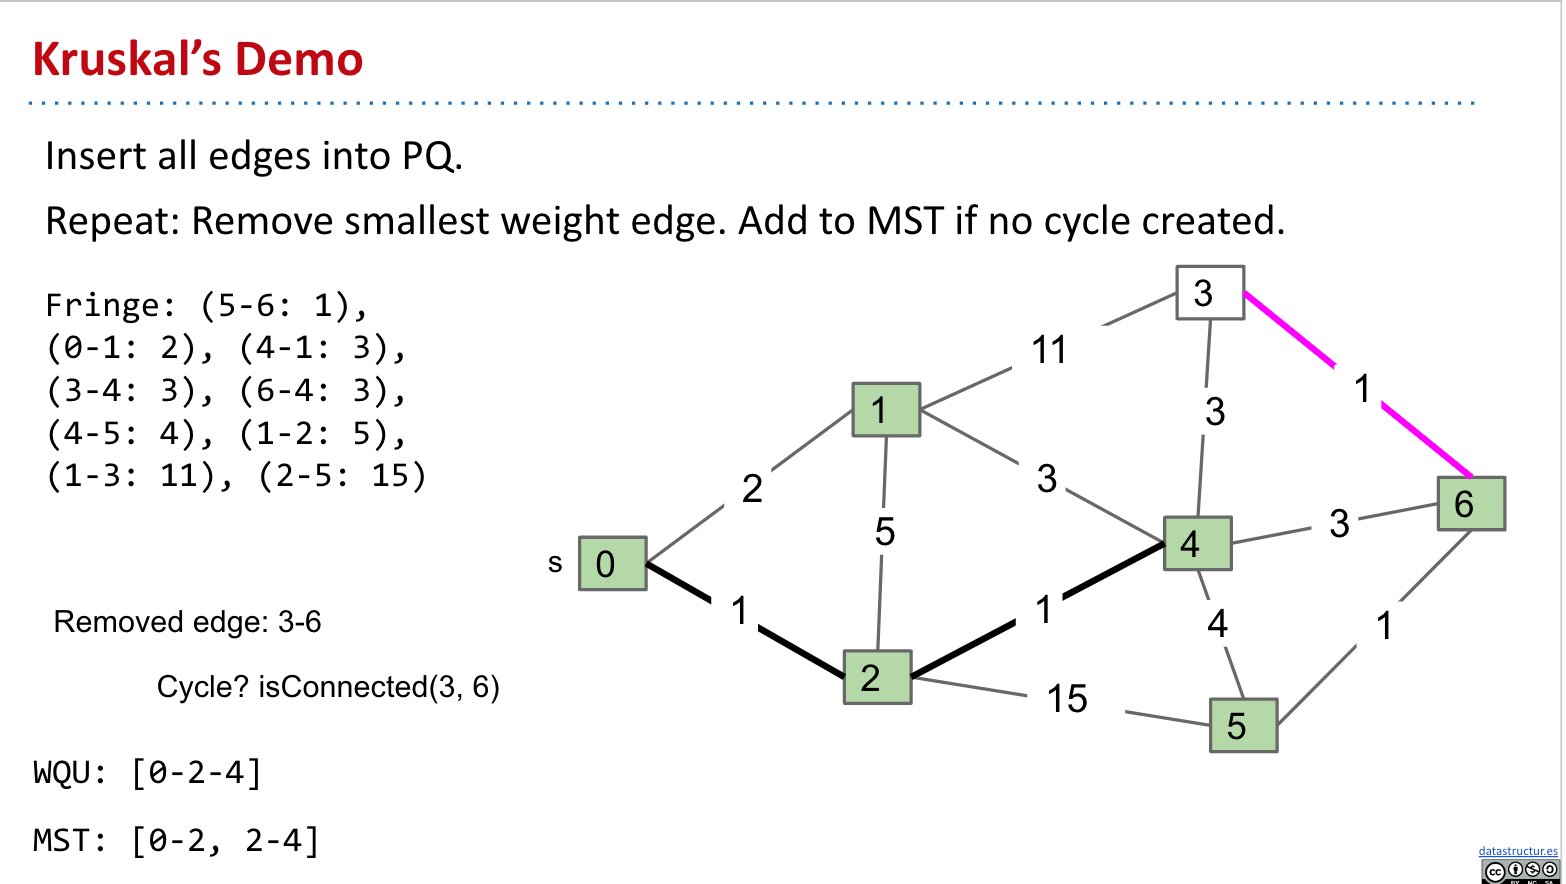 Kruskal’s Demo
Insert all edges into PQ.
Repeat: Remove smallest weight edge. Add to MST if no cycle created.
Fringe: (5-6: 1),
(0-1: 2), (4-1: 3),
(3-4: 3), (6-4: 3),
(4-5: 4), (1-2: 5),
(1-3: 11), (2-5: 15)
Removed edge: 3-6
Cycle? isConnected(3, 6)
WQU: [0-2-4]
MST: [0-2, 2-4]
3
11
1
1
3
2
3
6
5
3
4
s
0
1
1
4
1
2
15
5
datastructur.es
cc
BY NC SA